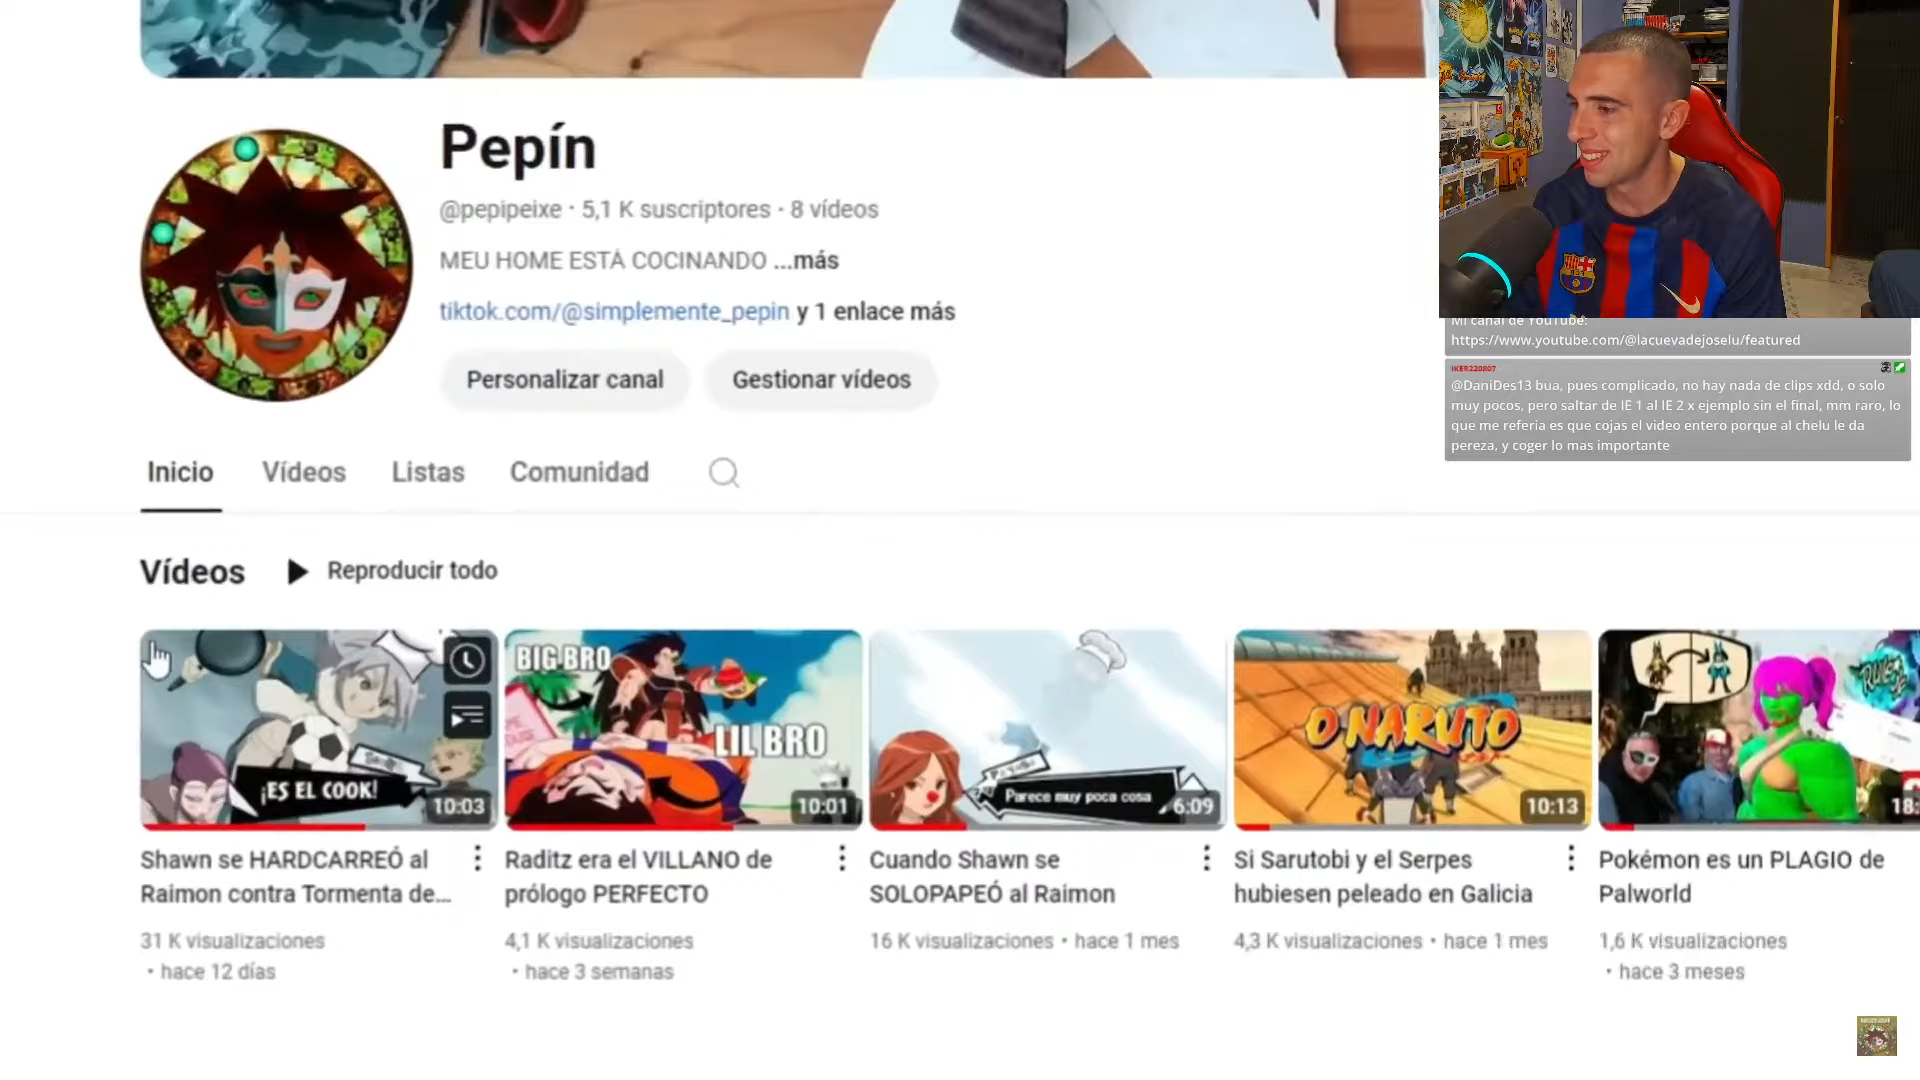 Pepín
@pepipeixe · 5,1 K suscriptores · 8 vídeos
MEU HOME ESTÁ COCINANDO ...más
tiktok.com/@simplemente_pepin y 1 enlace más
Personalizar canal
Gestionar vídeos
Inicio
Vídeos
Listas
Comunidad
Mi canal de YouTube:
https://www.youtube.com/@lacuevadejoselu/featured
IKER220807
@DaniDes13 bua, pues complicado, no hay nada de clips xdd, o solo
muy pocos, pero saltar de IE 1 al IE 2 x ejemplo sin el final, mm raro, lo
que me referia es que cojas el video entero porque al chelu le da
pereza, y coger lo mas importante
Vídeos
Reproducir todo
¡ES EL COOK!
10:03
BIG BRO
LIL BRO
10:01
Parece muy poca cosa
6:09
O NARUTO
10:13
18:
Shawn se HARDCARREÓ al
Raimon contra Tormenta de...
31 K visualizaciones
· hace 12 días
Raditz era el VILLANO de
prólogo PERFECTO
4,1 K visualizaciones
· hace 3 semanas
Cuando Shawn se
SOLOPAPEÓ al Raimon
16 K visualizaciones · hace 1 mes
Si Sarutobi y el Serpes
hubiesen peleado en Galicia
4,3 K visualizaciones · hace 1 mes
Pokémon es un PLAGIO de
Palworld
1,6 K visualizaciones
· hace 3 meses